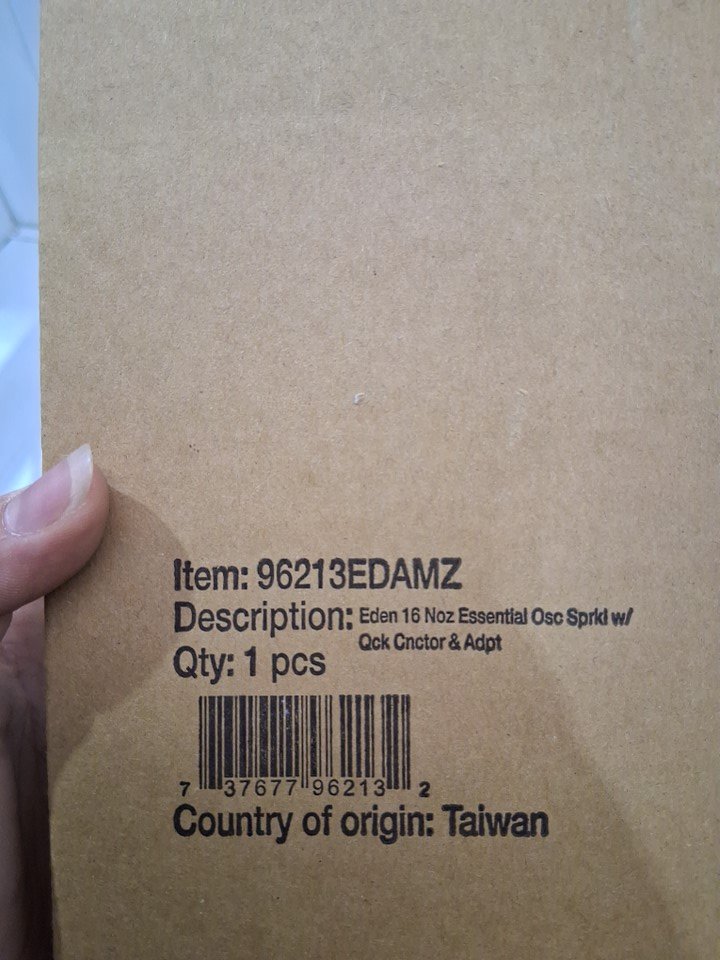 Item: 96213EDAMZ
Description: Eden 16 Noz Essential Osc Sprkl w/
Qck Cnctor & Adpt
Qty: 1 pcs
7 37677 96213 2
Country of origin: Taiwan